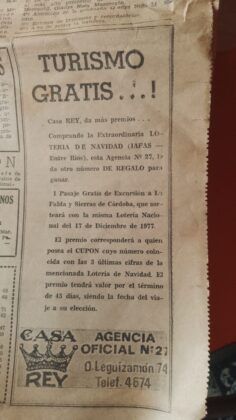 TURISMO
GRATIS...!
Casa REY, da más premios...
Comprando la Extraordinaria LO-
TERIA DE NAVIDAD (IAFAS —
Entre Ríos), esta Agencia Nº 27, le
da otro número DE REGALO para
ganar.
1 Pasaje Gratis de Excursión a La
Falda y Sierras de Córdoba, que sor-
teará con la misma Lotería Nacio-
nal del 17 de Diciembre de 1977
El premio corresponderá a quien
posea el CUPON cuyo número coin-
cida con las 3 últimas cifras de la
mencionada Lotería de Navidad. El
premio tendrá valor por el término
de 45 días, siendo la fecha del via-
je a su elección.
CASA
REY
AGENCIA
OFICIAL Nº 27
O. Leguizamón 74
Telef. 4674